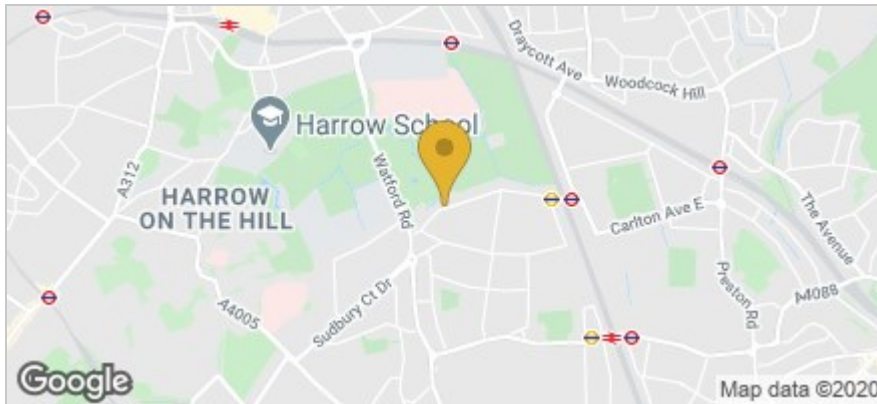 Draycott Ave
Woodcock Hill
Harrow School
A312
Watford Rd
HARROW
ON THE HILL
Carlton Ave E
The Avenue
Sudbury Ct Dr
A4005
Preston Rd
A4088
Google
Map data ©2020